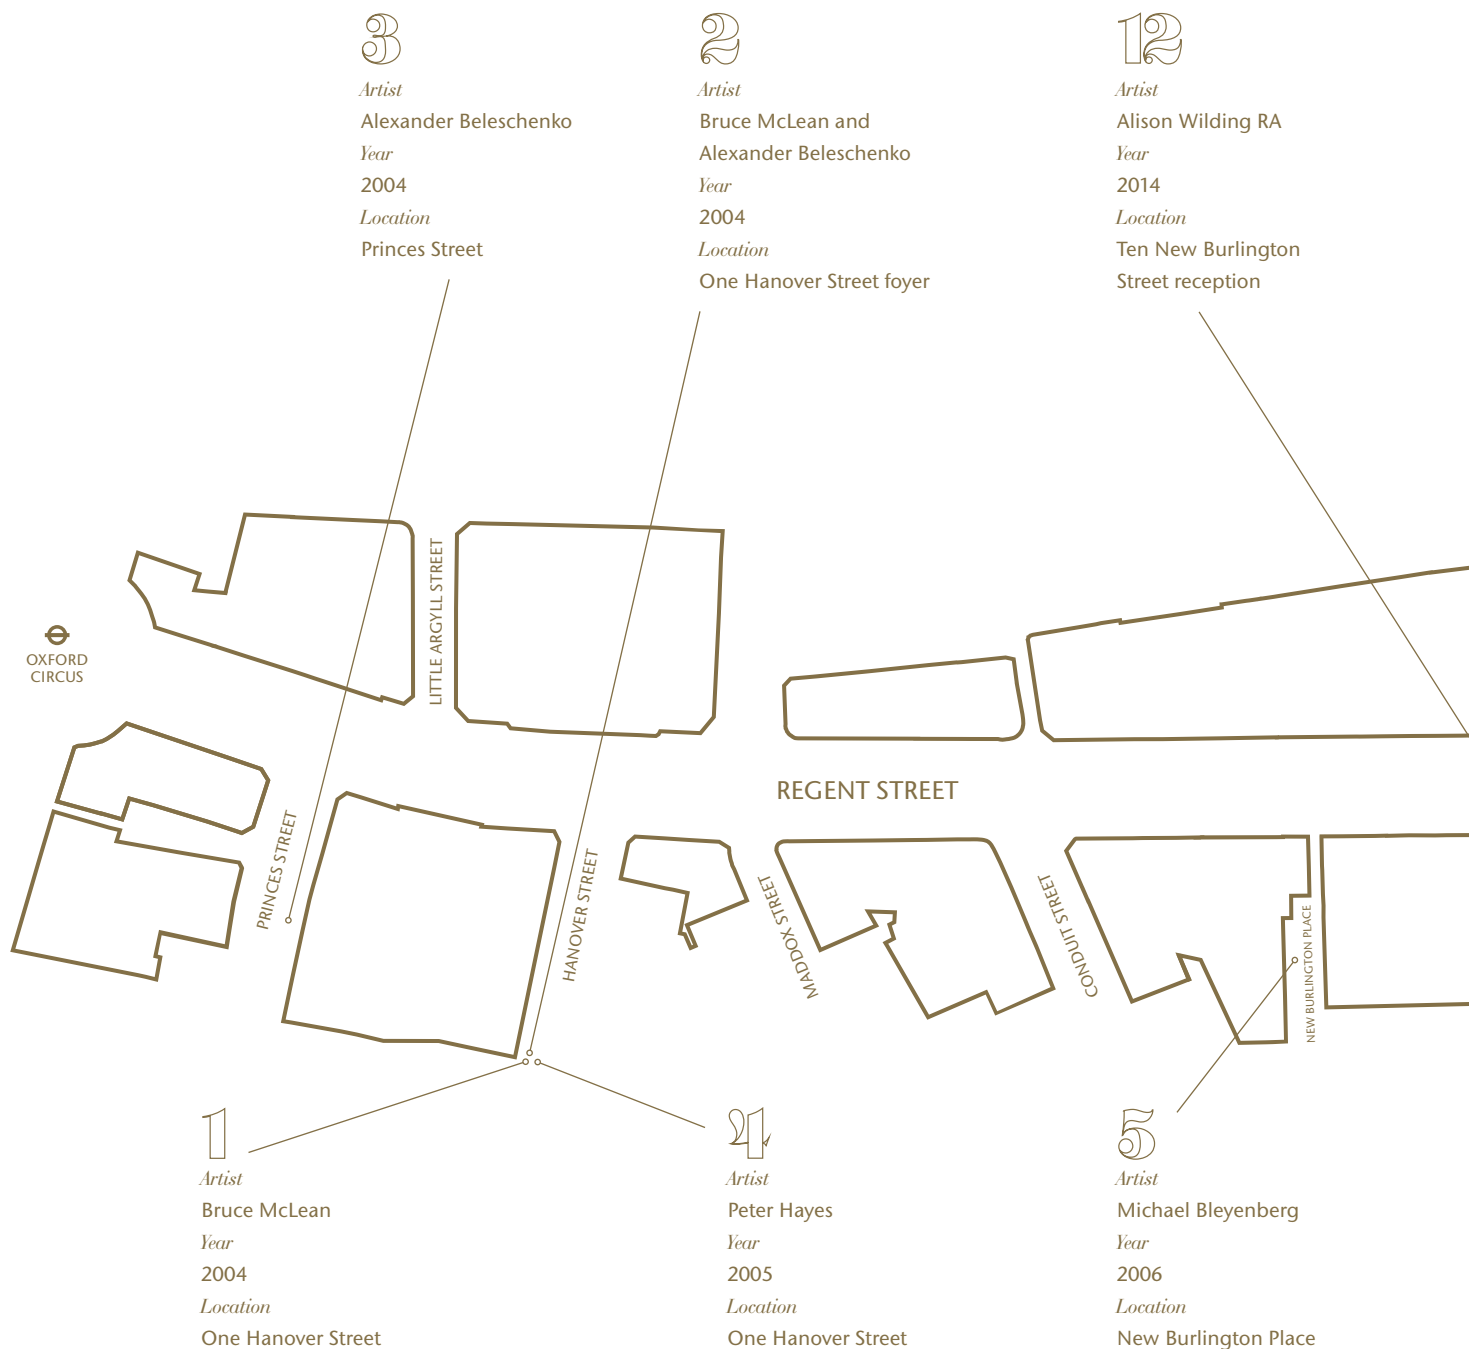 3
Artist
Alexander Beleschenko
Year
2004
Location
Princes Street
2
Artist
Bruce McLean and
Alexander Beleschenko
Year
2004
Location
One Hanover Street foyer
12
Artist
Alison Wilding RA
Year
2014
Location
Ten New Burlington
Street reception
OXFORD
CIRCUS
LITTLE ARGYLL STREET
REGENT STREET
PRINCES STREET
HANOVER STREET
MADDOX STREET
CONDUIT STREET
NEW BURLINGTON PLACE
1
Artist
Bruce McLean
Year
2004
Location
One Hanover Street
4
Artist
Peter Hayes
Year
2005
Location
One Hanover Street
5
Artist
Michael Bleyenberg
Year
2006
Location
New Burlington Place